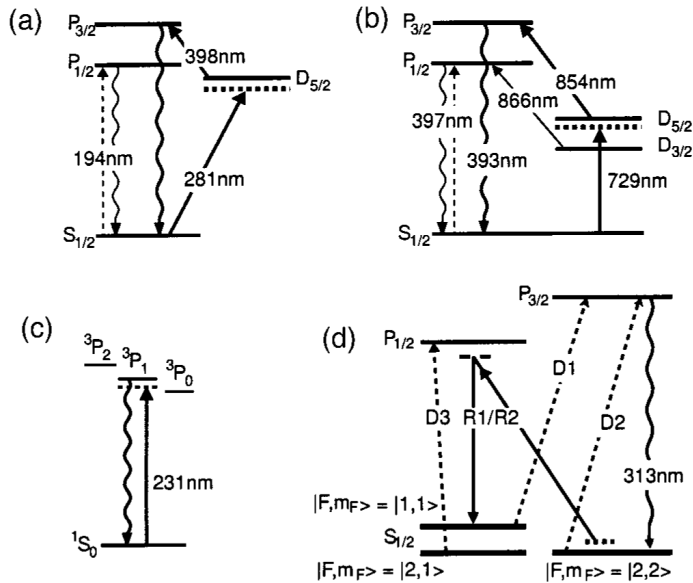 (a)
P3/2
398nm
P1/2
D5/2
194nm
281nm
S1/2
(b)
P3/2
P1/2
854nm
866nm
397nm
D5/2
D3/2
393nm
729nm
S1/2
(c)
³P₂
³P₁
³P₀
231nm
¹S₀
(d)
P3/2
P1/2
D1
D3
R1/R2
D2
313nm
|F,mF> = |1,1>
S1/2
|F,mF> = |2,1>
|F,mF> = |2,2>